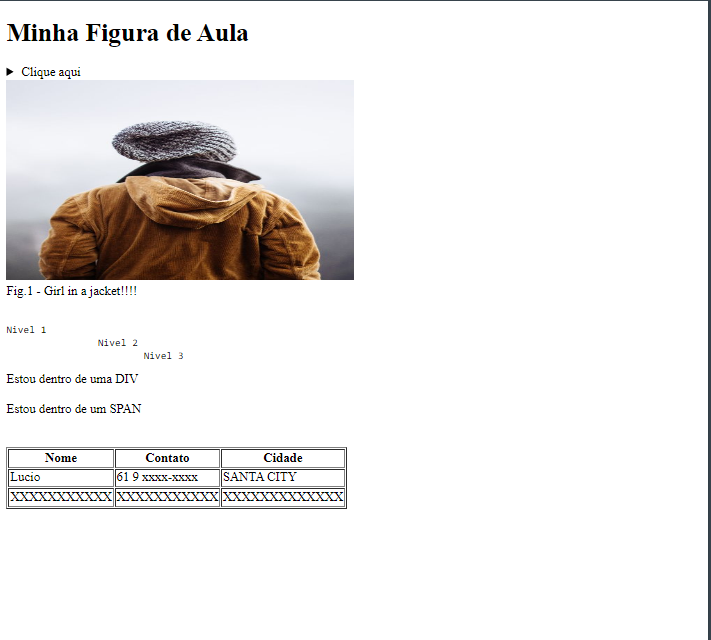 Minha Figura de Aula
Clique aqui
Fig.1 - Girl in a jacket!!!!
Nivel 1
Nivel 2
Nivel 3
Estou dentro de uma DIV
Estou dentro de um SPAN
Nome Contato Cidade
Lucio 61 9 xxxx-xxxx SANTA CITY
XXXXXXXXXXX XXXXXXXXXXX XXXXXXXXXXXXX